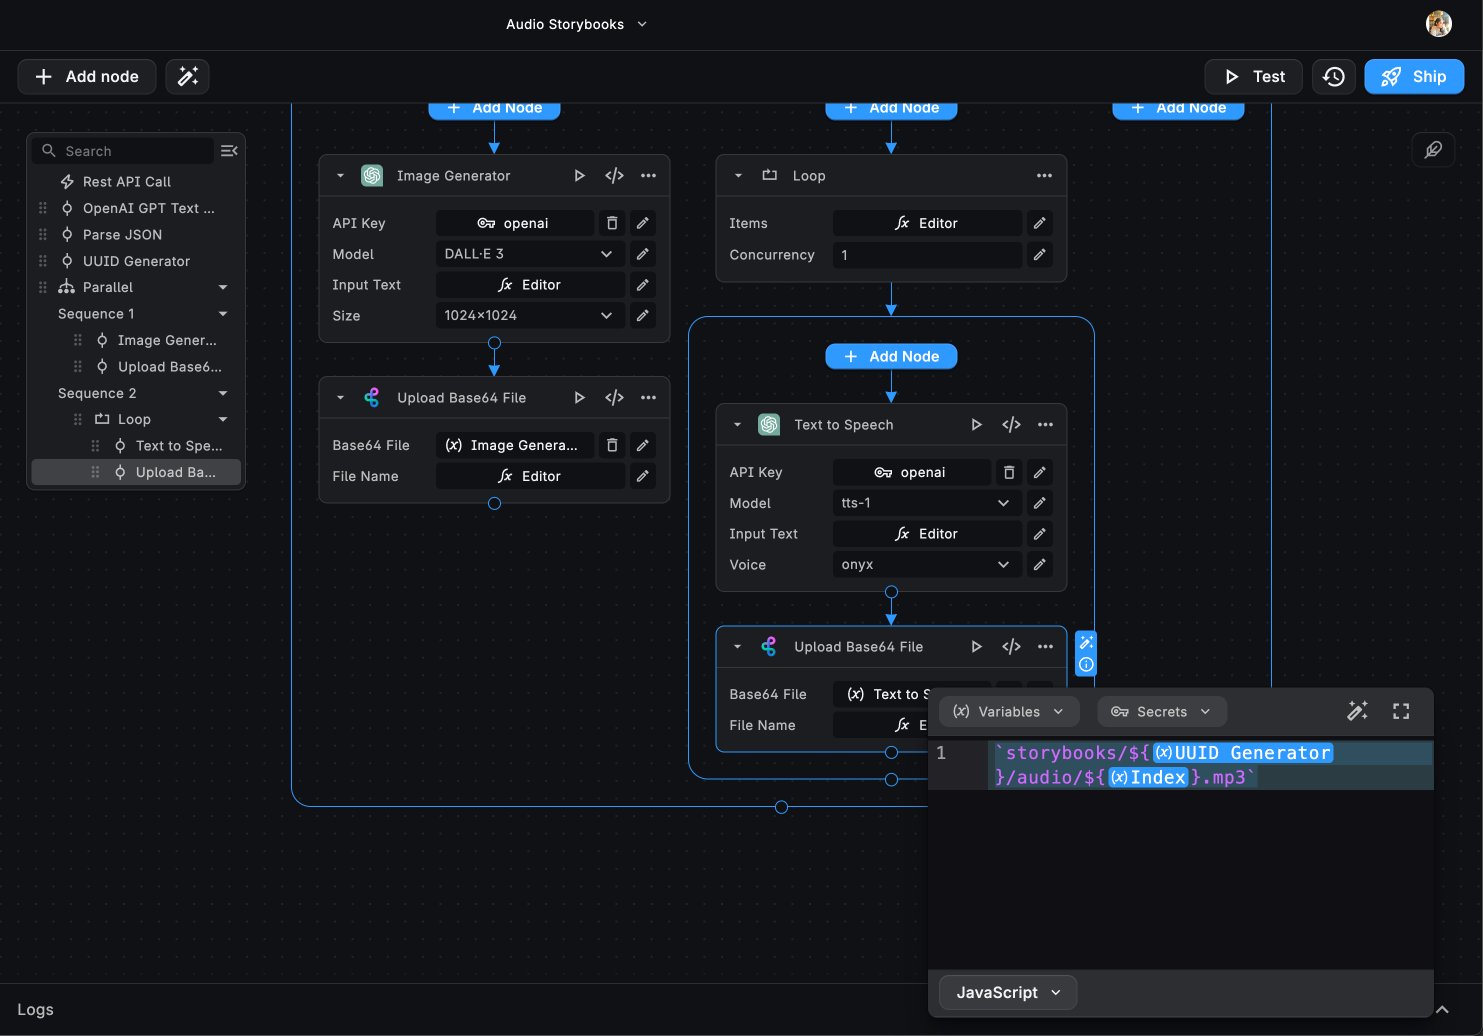 Audio Storybooks
Add node
Test
Ship
Add Node
Add Node
Add Node
Search
Rest API Call
OpenAI GPT Text ...
Parse JSON
UUID Generator
Parallel
Sequence 1
Image Gener...
Upload Base6...
Sequence 2
Loop
Text to Spe...
Upload Ba...
Image Generator
API Key
openai
Model
DALL·E 3
Input Text
fx Editor
Size
1024×1024
Upload Base64 File
Base64 File
(x) Image Genera...
File Name
fx Editor
Loop
Items
fx Editor
Concurrency
1
Add Node
Text to Speech
API Key
openai
Model
tts-1
Input Text
fx Editor
Voice
onyx
Upload Base64 File
Base64 File
(x) Text to S
File Name
fx E
(x) Variables
Secrets
1
`storybooks/${(x)UUID Generator
}/audio/${(x)Index}.mp3`
JavaScript
Logs